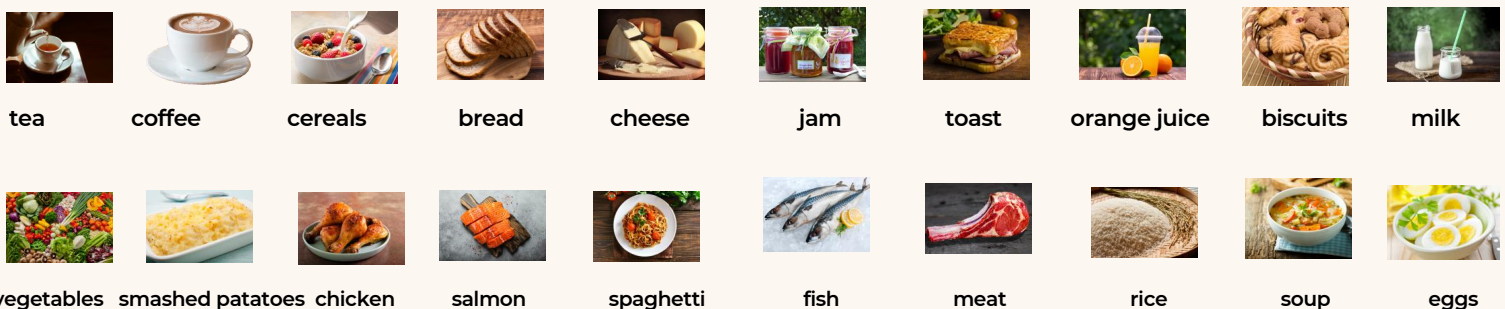 tea coffee cereals bread cheese jam toast orange juice biscuits milk
vegetables smashed patatoes chicken salmon spaghetti fish meat rice soup eggs